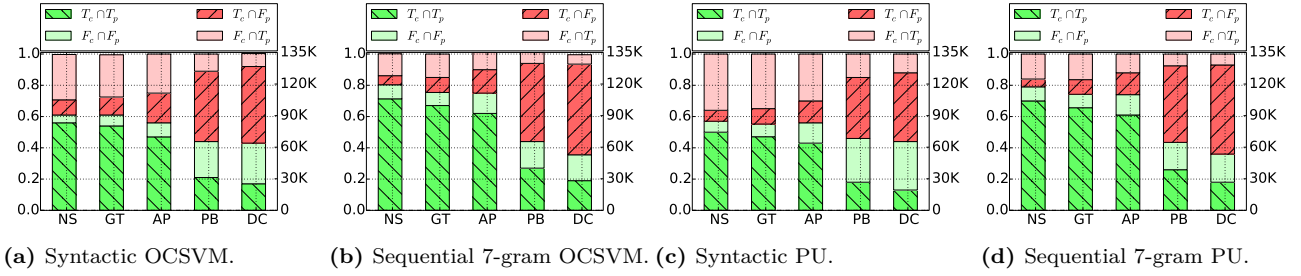 T_c ∩ T_p T_c ∩ F_p
F_c ∩ F_p F_c ∩ T_p
1.0 135K
0.8 120K
0.6 90K
0.4 60K
0.2 30K
0.0 0
NS GT AP PB DC
(a) Syntactic OCSVM.
T_c ∩ T_p T_c ∩ F_p
F_c ∩ F_p F_c ∩ T_p
1.0 135K
0.8 120K
0.6 90K
0.4 60K
0.2 30K
0.0 0
NS GT AP PB DC
(b) Sequential 7-gram OCSVM.
T_c ∩ T_p T_c ∩ F_p
F_c ∩ F_p F_c ∩ T_p
1.0 135K
0.8 120K
0.6 90K
0.4 60K
0.2 30K
0.0 0
NS GT AP PB DC
(c) Syntactic PU.
T_c ∩ T_p T_c ∩ F_p
F_c ∩ F_p F_c ∩ T_p
1.0 135K
0.8 120K
0.6 90K
0.4 60K
0.2 30K
0.0 0
NS GT AP PB DC
(d) Sequential 7-gram PU.